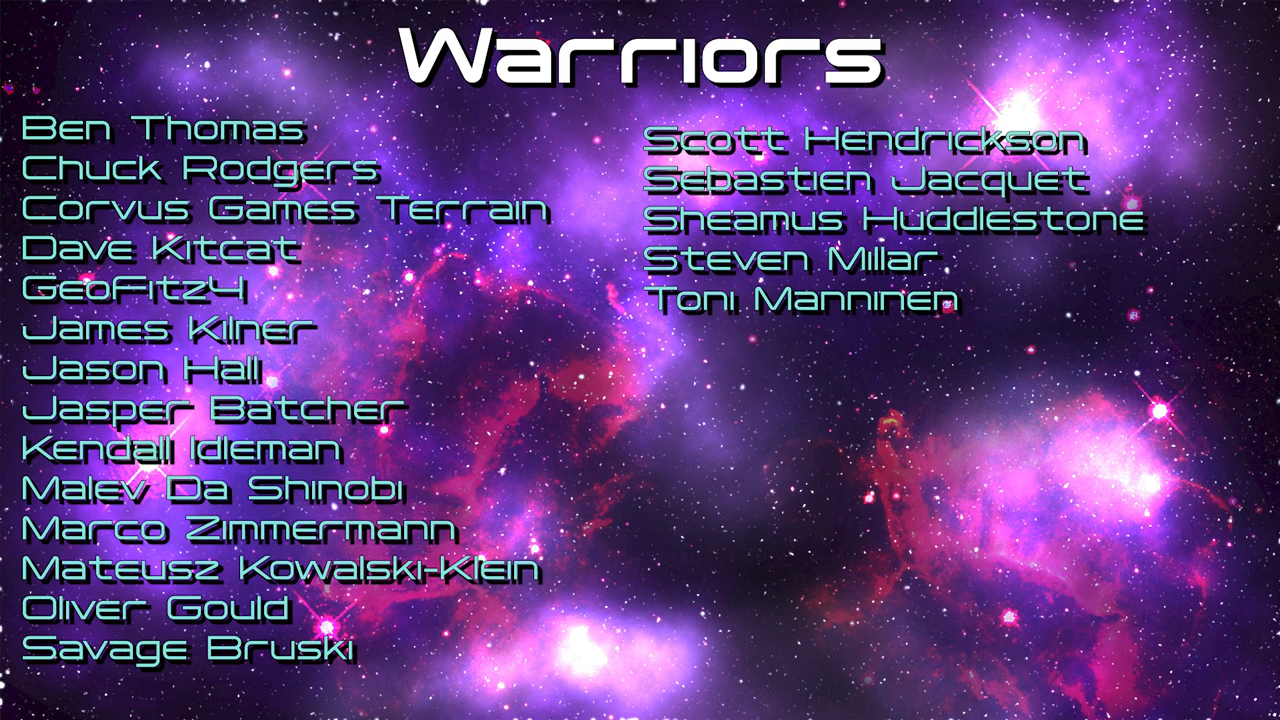 Warriors
Ben Thomas
Chuck Rodgers
Corvus Games Terrain
Dave Kitcat
GeoFitz4
James Kilner
Jason Hall
Jasper Batcher
Kendall Idleman
Malev Da Shinobi
Marco Zimmermann
Mateusz Kowalski-Klein
Oliver Gould
Savage Bruski
Scott Hendrickson
Sebastien Jacquet
Sheamus Huddlestone
Steven Millar
Toni Manninen